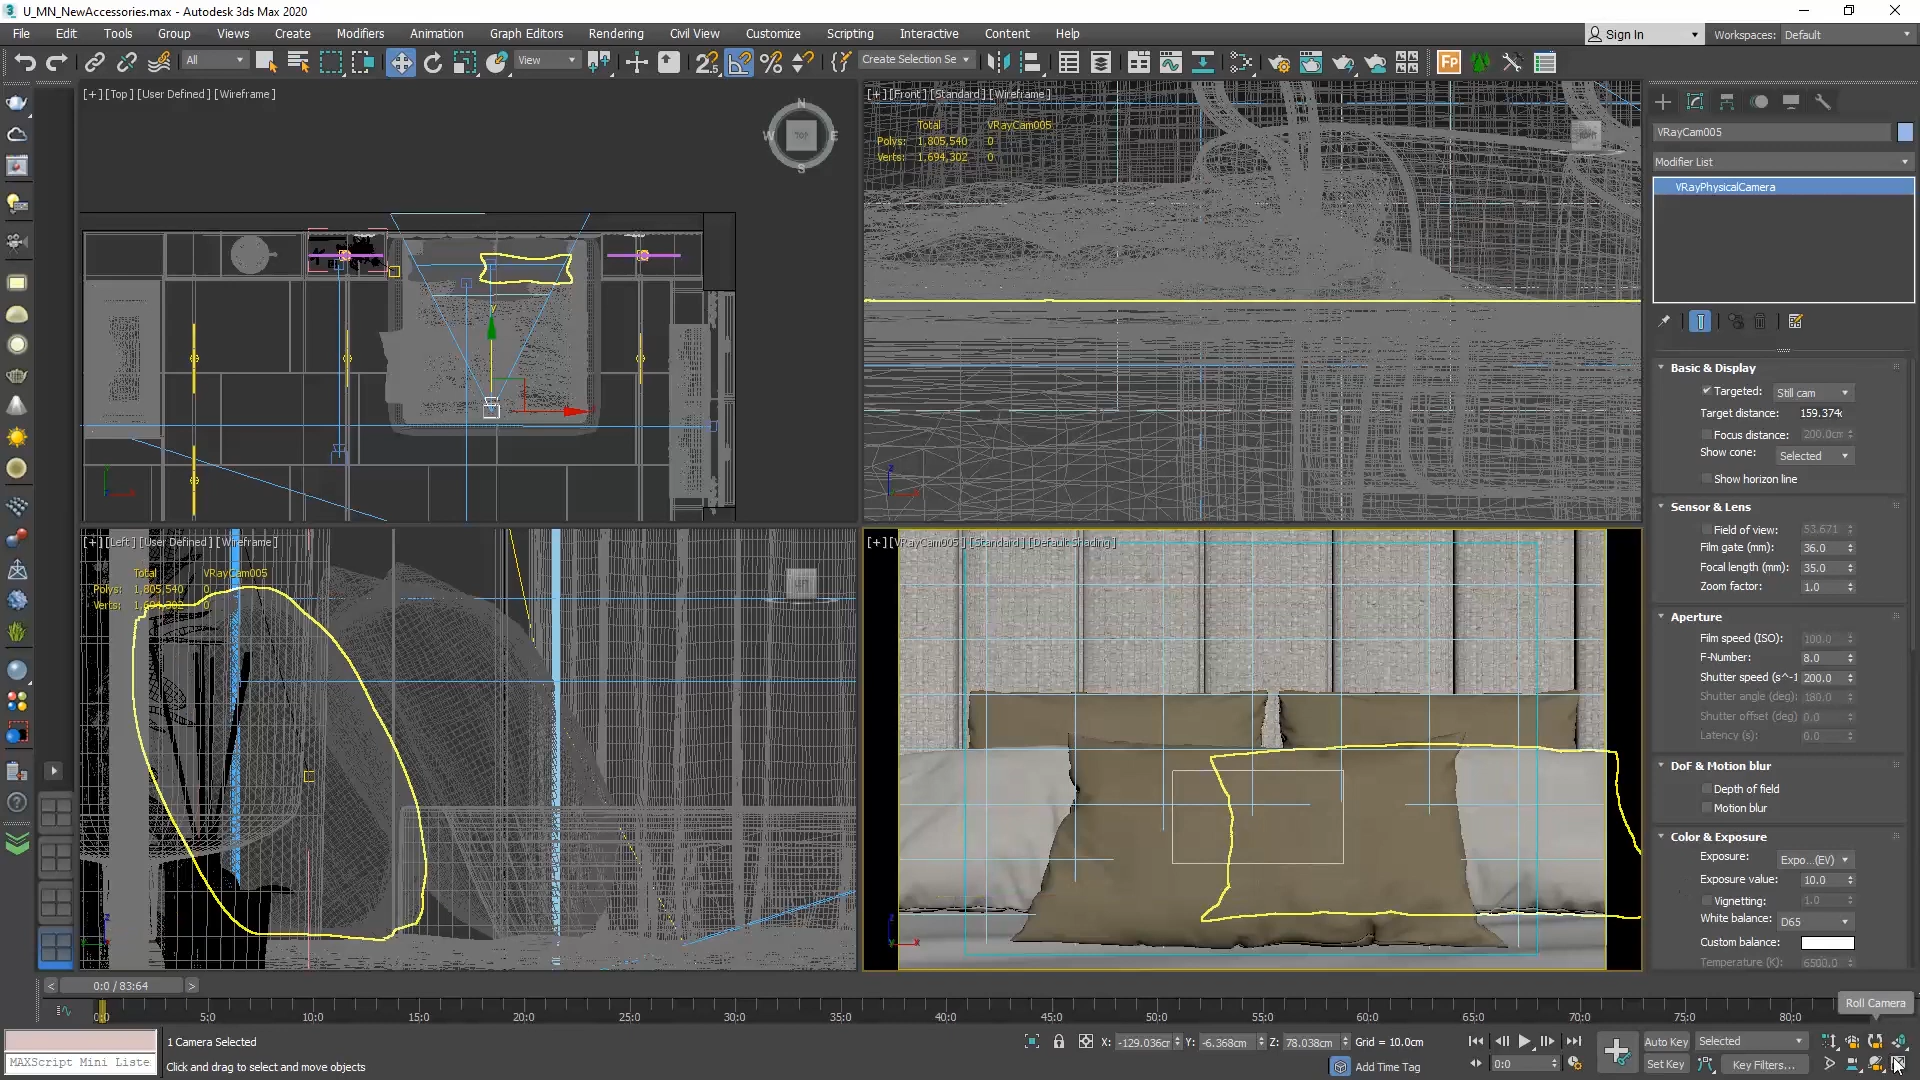 U_MN_NewAccessories.max - Autodesk 3ds Max 2020
File Edit Tools Group Views Create Modifiers Animation Graph Editors Rendering Civil View Customize Scripting Interactive Content Help
Sign In Workspaces: Default
All View Create Selection Se Fp
[+] [Top] [User Defined] [Wireframe]
N
W TOP E
S
[+] [Front] [Standard] [Wireframe]
Total VRayCam005
Polys: 1,805,540 0
Verts: 1,694,302 0
FRONT
[+] [Left] [User Defined] [Wireframe]
Total VRayCam005
Polys: 1,805,540 0
Verts: 1,694,302 0
[+] [VRayCam005] [Standard] [Default Shading]
VRayCam005
Modifier List
VRayPhysicalCamera
Basic & Display
Targeted: Still cam
Target distance: 159.374c
Focus distance: 200.0cm
Show cone: Selected
Show horizon line
Sensor & Lens
Field of view: 53.671
Film gate (mm): 36.0
Focal length (mm): 35.0
Zoom factor: 1.0
Aperture
Film speed (ISO): 100.0
F-Number: 8.0
Shutter speed (s^-1 200.0
Shutter angle (deg): 180.0
Shutter offset (deg) 0.0
Latency (s): 0.0
DoF & Motion blur
Depth of field
Motion blur
Color & Exposure
Exposure: Expo...(EV)
Exposure value: 10.0
Vignetting: 1.0
White balance: D65
Custom balance:
Temperature (K): 6500.0
< 0:0 / 83:64 >
Roll Camera
0:0 5:0 10:0 15:0 20:0 25:0 30:0 35:0 40:0 45:0 50:0 55:0 60:0 65:0 70:0 75:0 80:0
1 Camera Selected X: -129.036cr Y: -6.368cm Z: 78.038cm Grid = 10.0cm Auto Key Selected
MAXScript Mini Liste Click and drag to select and move objects Add Time Tag 0:0 Set Key Key Filters...